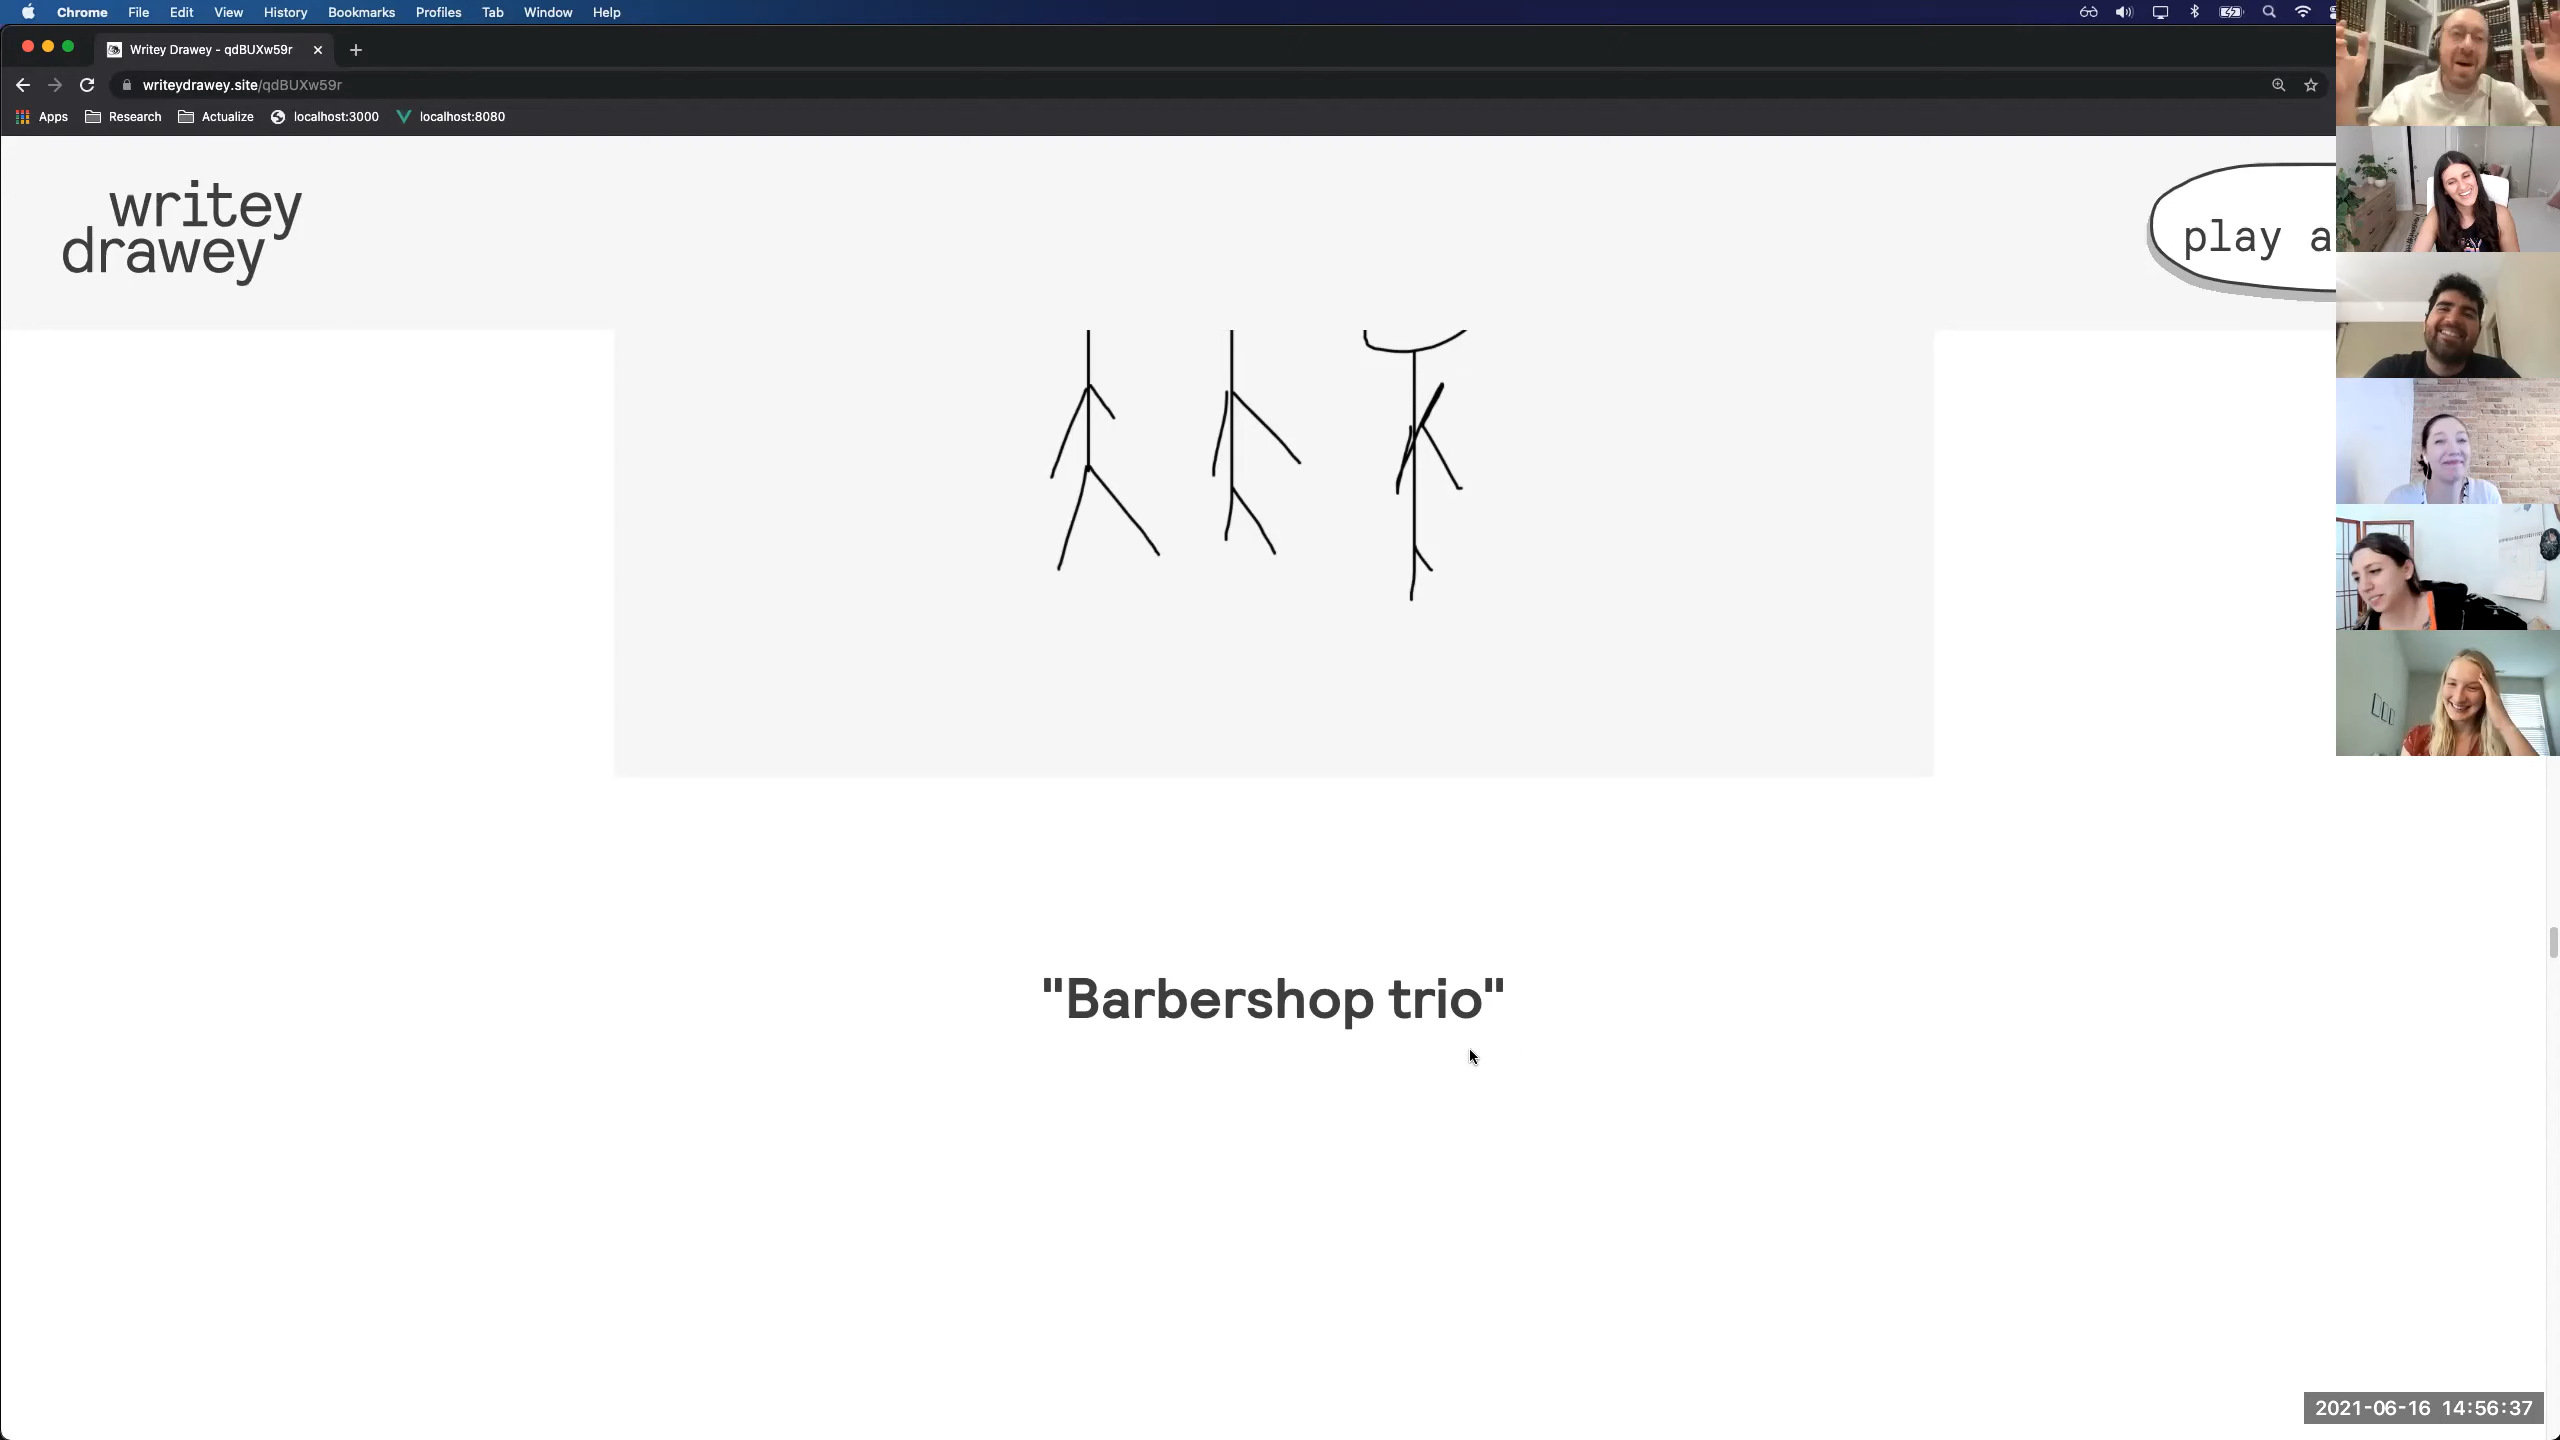 Chrome File Edit View History Bookmarks Profiles Tab Window Help
Writey Drawey - qdBUXw59r
writeydrawey.site/qdBUXw59r
Apps Research Actualize localhost:3000 localhost:8080
writey
drawey
play a
"Barbershop trio"
2021-06-16 14:56:37